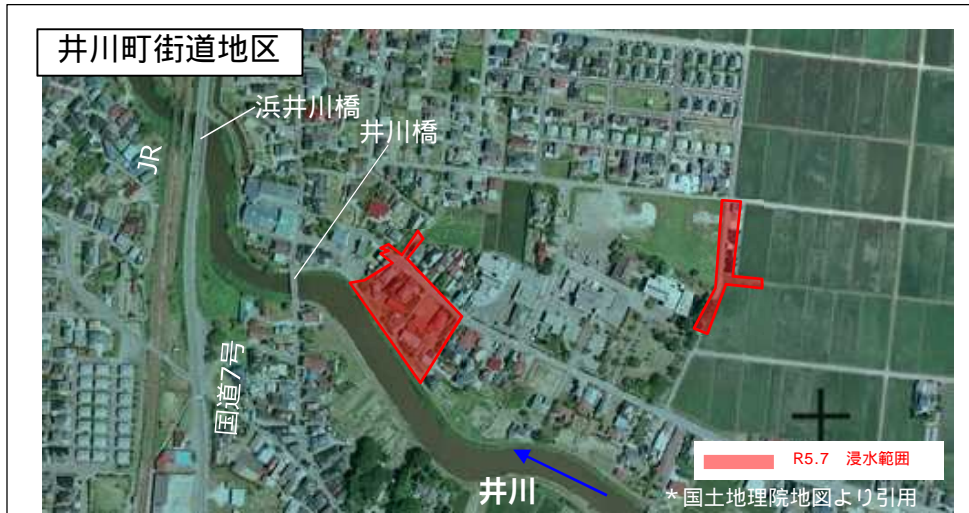 井川町街道地区
浜井川橋
井川橋
JR
国道7号
R5.7 浸水範囲
井川
*国土地理院地図より引用